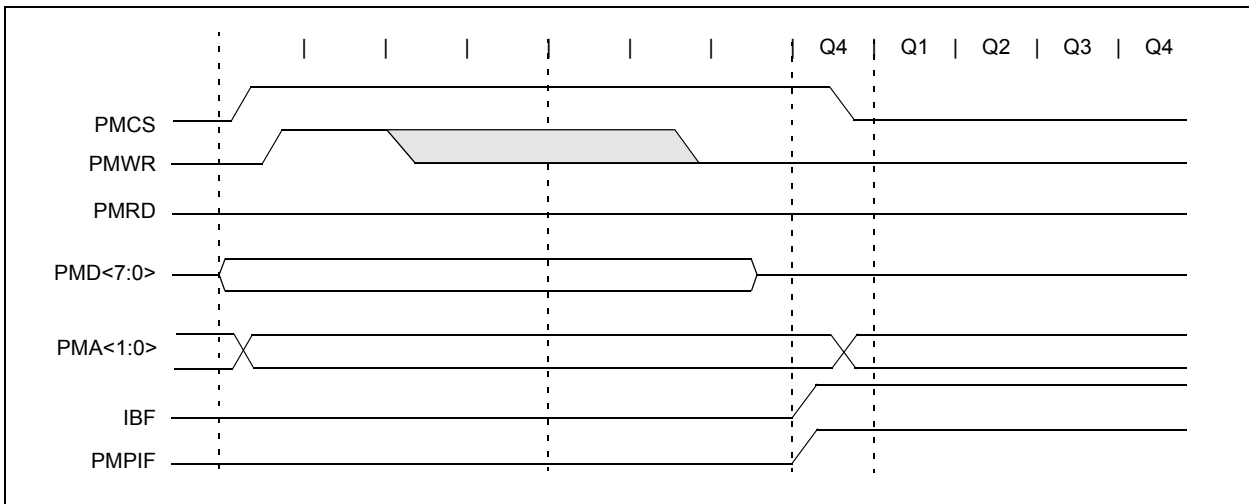 | | | | | | | Q4 | Q1 | Q2 | Q3 | Q4
PMCS
PMWR
PMRD
PMD<7:0>
PMA<1:0>
IBF
PMPIF